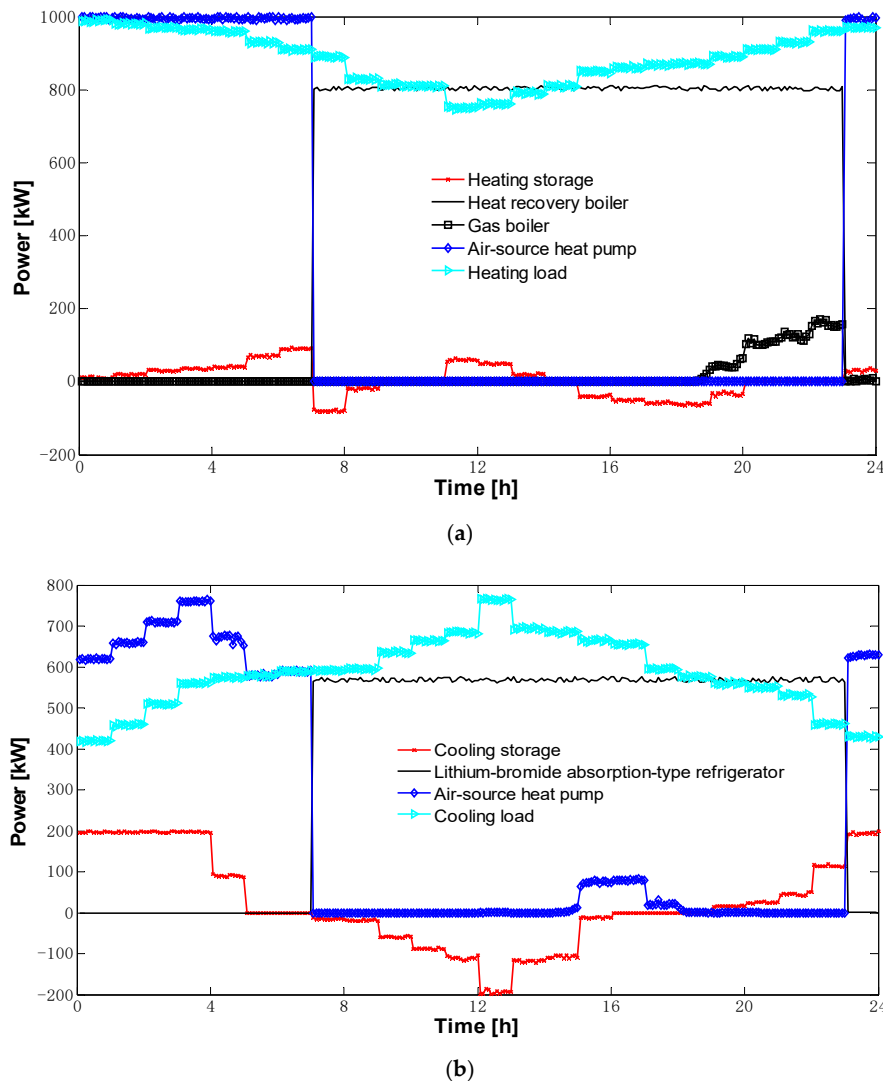 1000
800
600
400
200
0
-200
Power [kW]
Heating storage
Heat recovery boiler
Gas boiler
Air-source heat pump
Heating load
0 4 8 12 16 20 24
Time [h]
(a)
800
700
600
500
400
300
200
100
0
-100
-200
Power [kW]
Cooling storage
Lithium-bromide absorption-type refrigerator
Air-source heat pump
Cooling load
0 4 8 12 16 20 24
Time [h]
(b)